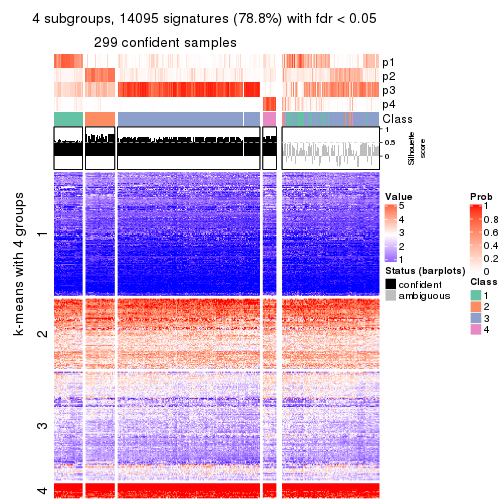 4 subgroups, 14095 signatures (78.8%) with fdr < 0.05
299 confident samples
p1
p2
p3
p4
Class
1
0.5
0
Silhouette
score
k-means with 4 groups
1
2
3
4
Value
5
4
3
2
1
Status (barplots)
confident
ambiguous
Prob
1
0.8
0.6
0.4
0.2
0
Class
1
2
3
4